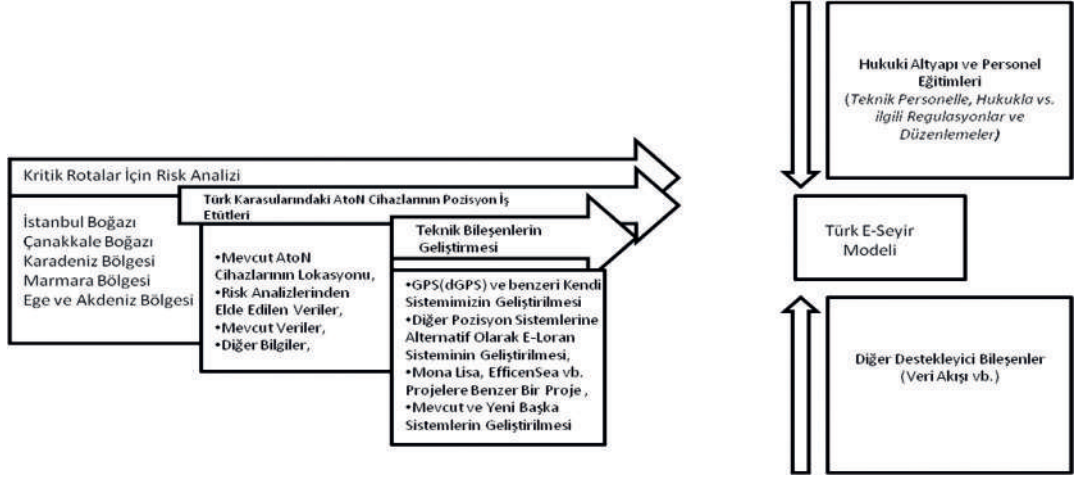 Kritik Rotalar İçin Risk Analizi
İstanbul Boğazı
Çanakkale Boğazı
Karadeniz Bölgesi
Marmara Bölgesi
Ege ve Akdeniz Bölgesi
Türk Karasularındaki AtoN Cihazlarının Pozisyon İş
Etütleri
•Mevcut AtoN
Cihazlarının Lokasyonu,
•Risk Analizlerinden
Elde Edilen Veriler,
•Mevcut Veriler,
•Diğer Bilgiler,
Teknik Bileşenlerin
Geliştirmesi
•GPS(dGPS) ve benzeri Kendi
Sistemimizin Geliştirilmesi
•Diğer Pozisyon Sistemlerine
Alternatif Olarak E-Loran
Sisteminin Geliştirilmesi,
•Mona Lisa, EfficenSea vb.
Projelere Benzer Bir Proje ,
•Mevcut ve Yeni Başka
Sistemlerin Geliştirilmesi
Hukuki Altyapı ve Personel
Eğitimleri
(Teknik Personelle, Hukukla vs.
ilgili Regulasyonlar ve
Düzenlemeler)
Türk E-Seyir
Modeli
Diğer Destekleyici Bileşenler
(Veri Akışı vb.)